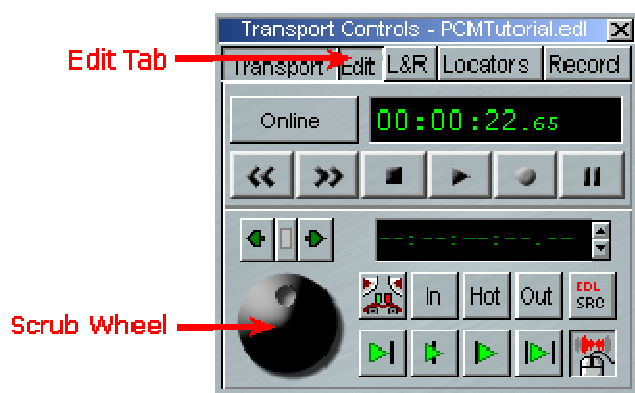 Transport Controls - PCMTutorial.edl
Edit Tab
Transport Edit L&R Locators Record
Online 00:00:22.65
--:--:--.--
In Hot Out EDL SRC
Scrub Wheel